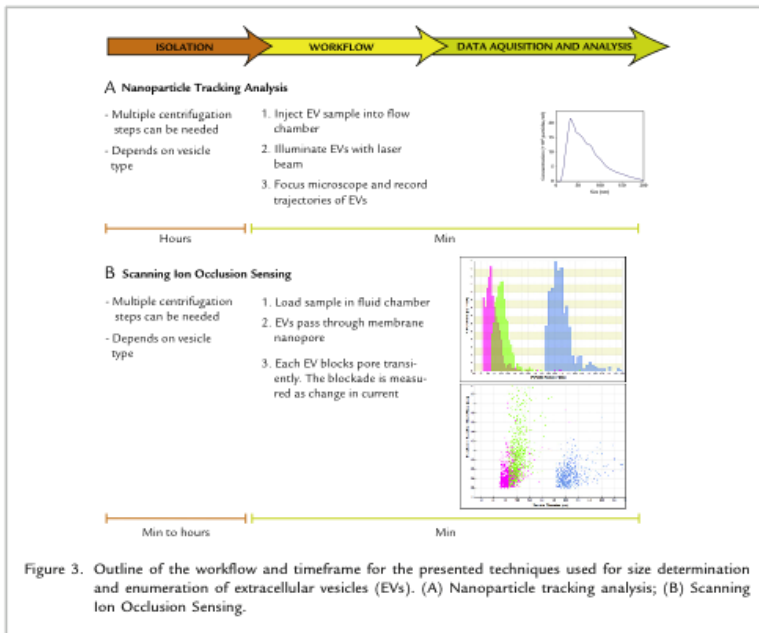 ISOLATION
WORKFLOW
DATA AQUISITION AND ANALYSIS
A Nanoparticle Tracking Analysis
- Multiple centrifugation
steps can be needed
- Depends on vesicle
type
1. Inject EV sample into flow
chamber
2. Illuminate EVs with laser
beam
3. Focus microscope and record
trajectories of EVs
Hours
Min
B Scanning Ion Occlusion Sensing
- Multiple centrifugation
steps can be needed
- Depends on vesicle
type
1. Load sample in fluid chamber
2. EVs pass through membrane
nanopore
3. Each EV blocks pore transi-
ently. The blockade is measu-
red as change in current
Min to hours
Min
Figure 3. Outline of the workflow and timeframe for the presented techniques used for size determination
and enumeration of extracellular vesicles (EVs). (A) Nanoparticle tracking analysis; (B) Scanning
Ion Occlusion Sensing.